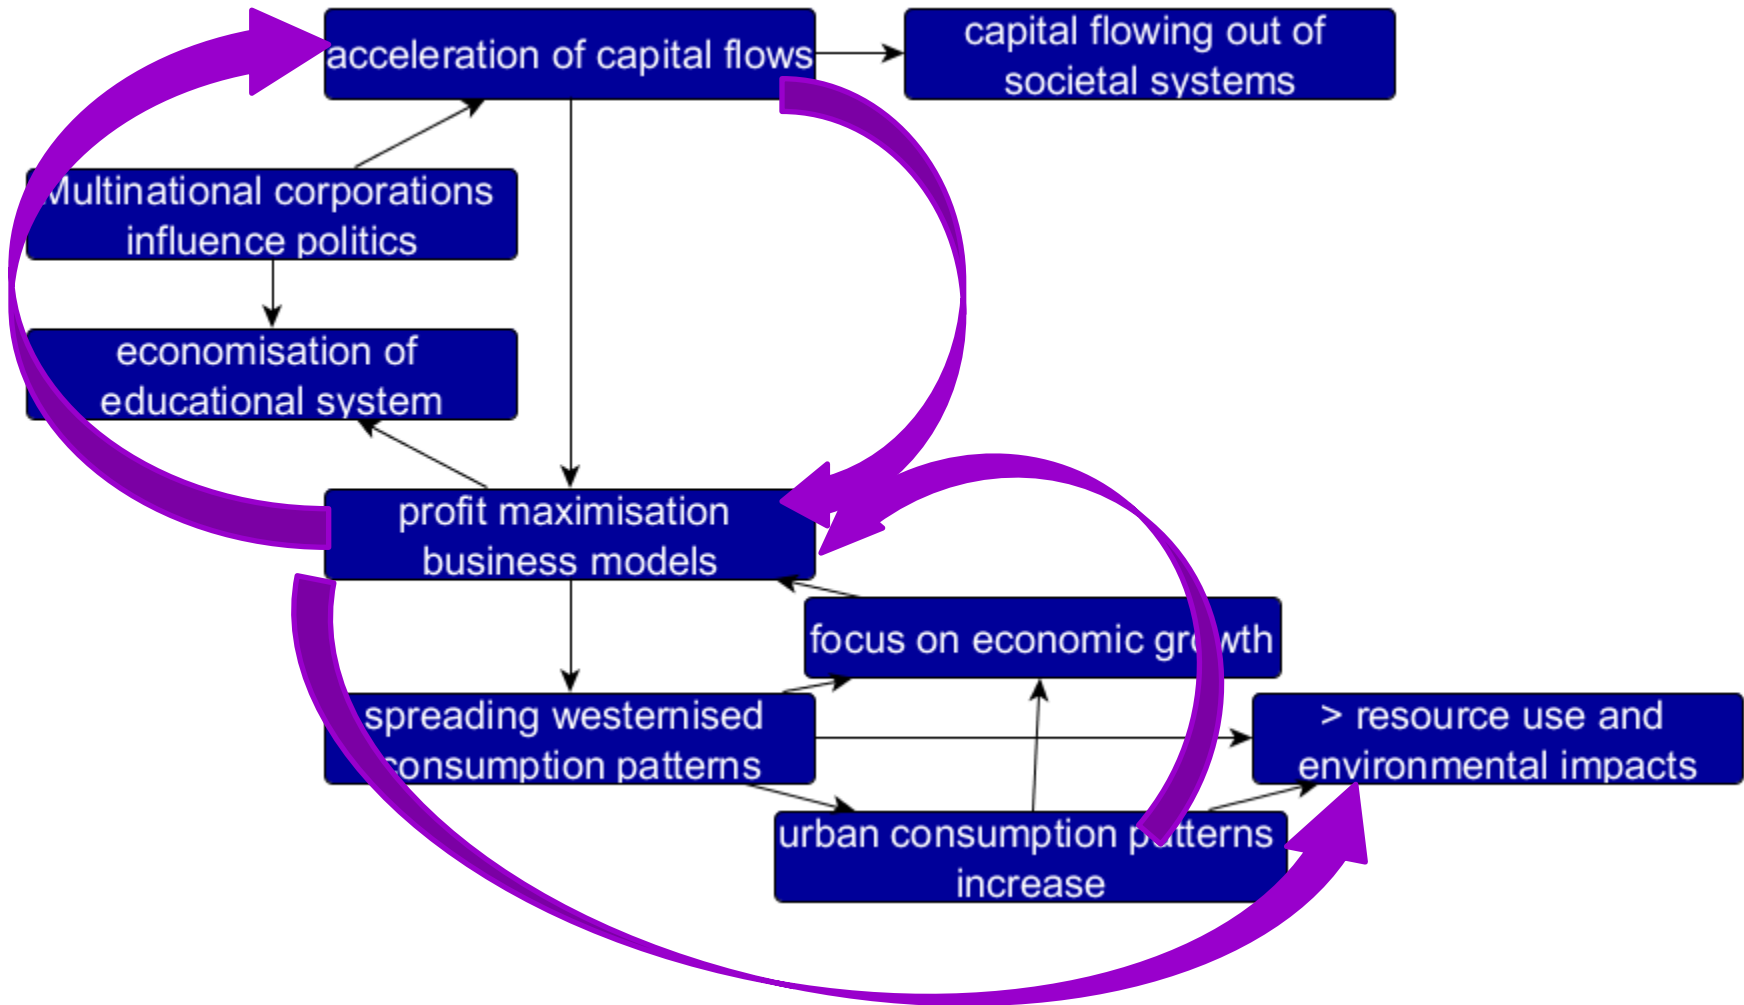 acceleration of capital flows
capital flowing out of
societal systems
Multinational corporations
influence politics
economisation of
educational system
profit maximisation
business models
focus on economic growth
spreading westernised
consumption patterns
> resource use and
environmental impacts
urban consumption patterns
increase